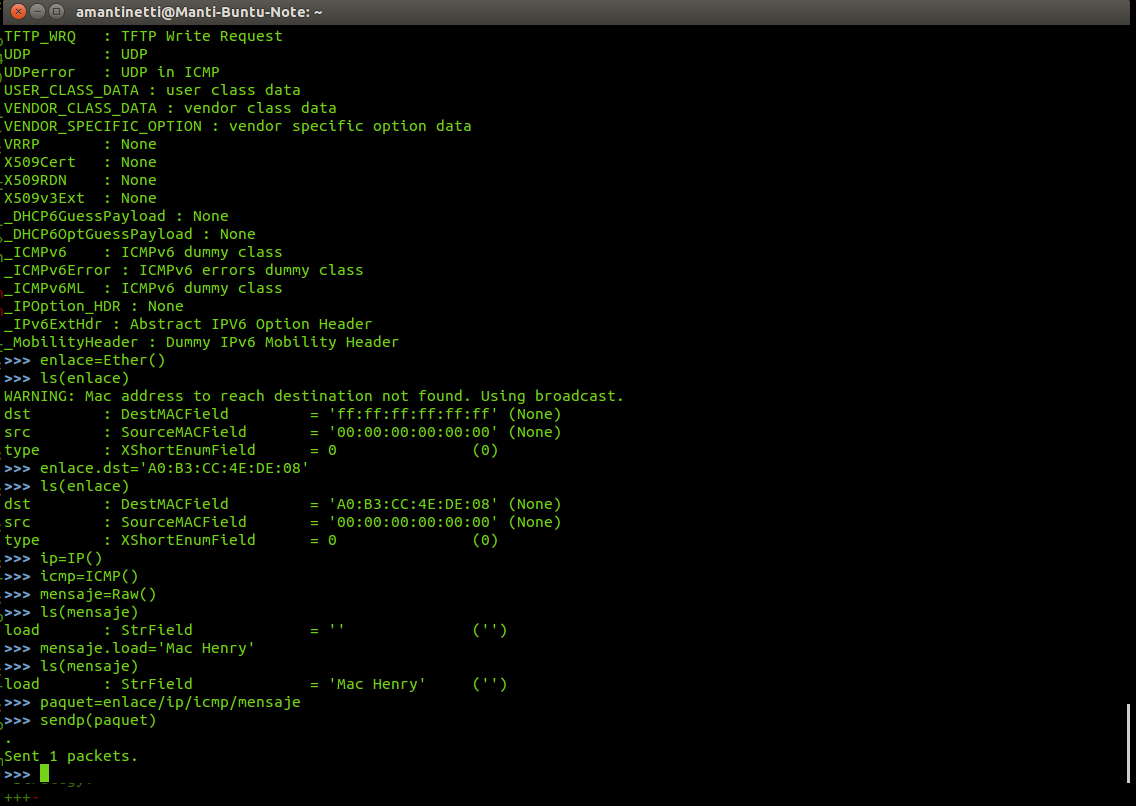 amantinetti@Manti-Buntu-Note: ~
TFTP_WRQ   : TFTP Write Request
UDP        : UDP
UDPerror   : UDP in ICMP
USER_CLASS_DATA : user class data
VENDOR_CLASS_DATA : vendor class data
VENDOR_SPECIFIC_OPTION : vendor specific option data
VRRP       : None
X509Cert   : None
X509RDN    : None
X509v3Ext  : None
_DHCP6GuessPayload : None
_DHCP6OptGuessPayload : None
_ICMPv6    : ICMPv6 dummy class
_ICMPv6Error : ICMPv6 errors dummy class
_ICMPv6ML  : ICMPv6 dummy class
_IPOption_HDR : None
_IPv6ExtHdr : Abstract IPV6 Option Header
_MobilityHeader : Dummy IPv6 Mobility Header
>>> enlace=Ether()
>>> ls(enlace)
WARNING: Mac address to reach destination not found. Using broadcast.
dst        : DestMACField         = 'ff:ff:ff:ff:ff:ff' (None)
src        : SourceMACField       = '00:00:00:00:00:00' (None)
type       : XShortEnumField      = 0               (0)
>>> enlace.dst='A0:B3:CC:4E:DE:08'
>>> ls(enlace)
dst        : DestMACField         = 'A0:B3:CC:4E:DE:08' (None)
src        : SourceMACField       = '00:00:00:00:00:00' (None)
type       : XShortEnumField      = 0               (0)
>>> ip=IP()
>>> icmp=ICMP()
>>> mensaje=Raw()
>>> ls(mensaje)
load       : StrField             = ''              ('')
>>> mensaje.load='Mac Henry'
>>> ls(mensaje)
load       : StrField             = 'Mac Henry'     ('')
>>> paquet=enlace/ip/icmp/mensaje
>>> sendp(paquet)
.
Sent 1 packets.
>>>
+++-